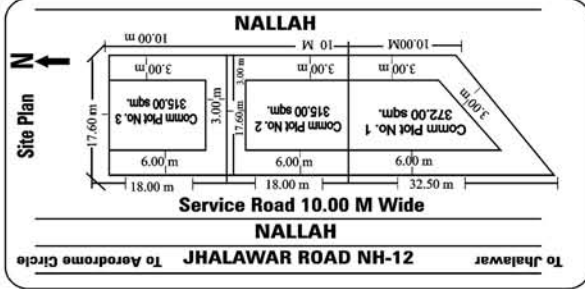 NALLAH
10.00 m
10 M
10.00M
N
Site Plan
3.00 m
3.00 m
3.00 m
3.00 m
17.60 m
Comm Plot No. 3
315.00 sqm.
3.00 m
17.60 m
Comm Plot No. 2
315.00 sqm.
Comm Plot No. 1
372.00 sqm.
3.00 m
6.00 m
6.00 m
6.00 m
18.00 m
18.00 m
32.50 m
Service Road 10.00 M Wide
NALLAH
To Aerodrome Circle
JHALAWAR ROAD NH-12
To Jhalawar